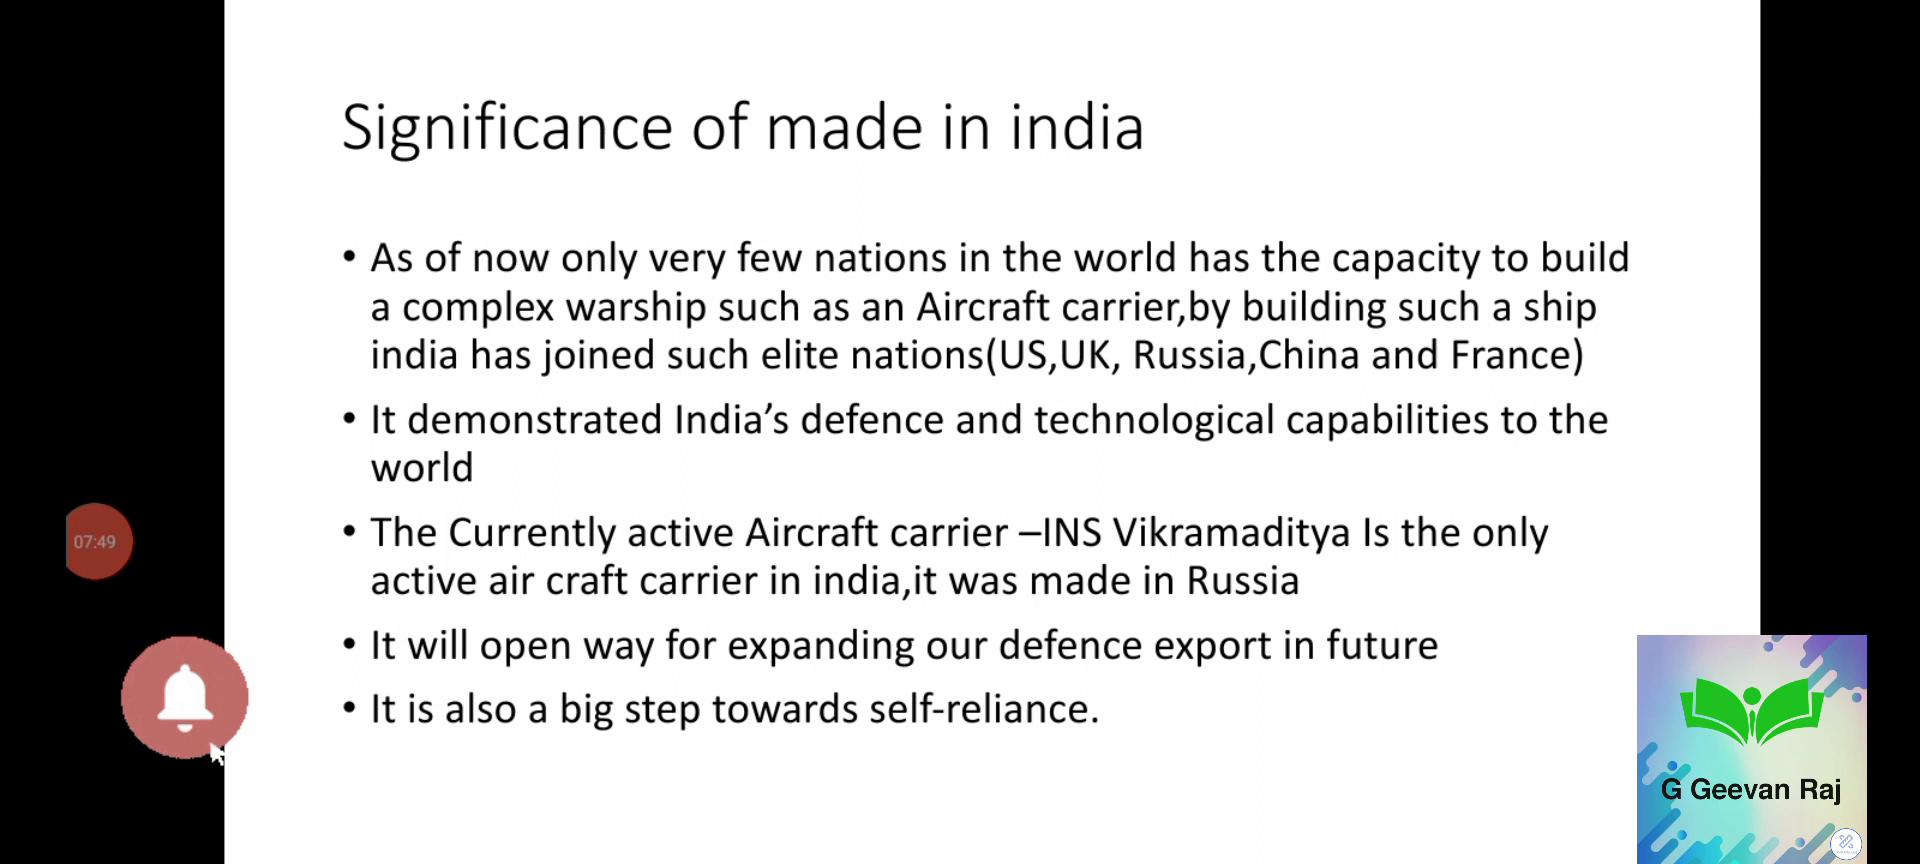 Significance of made in india
• As of now only very few nations in the world has the capacity to build
a complex warship such as an Aircraft carrier,by building such a ship
india has joined such elite nations(US,UK, Russia,China and France)
• It demonstrated India’s defence and technological capabilities to the
world
• The Currently active Aircraft carrier –INS Vikramaditya Is the only
active air craft carrier in india,it was made in Russia
• It will open way for expanding our defence export in future
• It is also a big step towards self-reliance.
07:49
G Geevan Raj